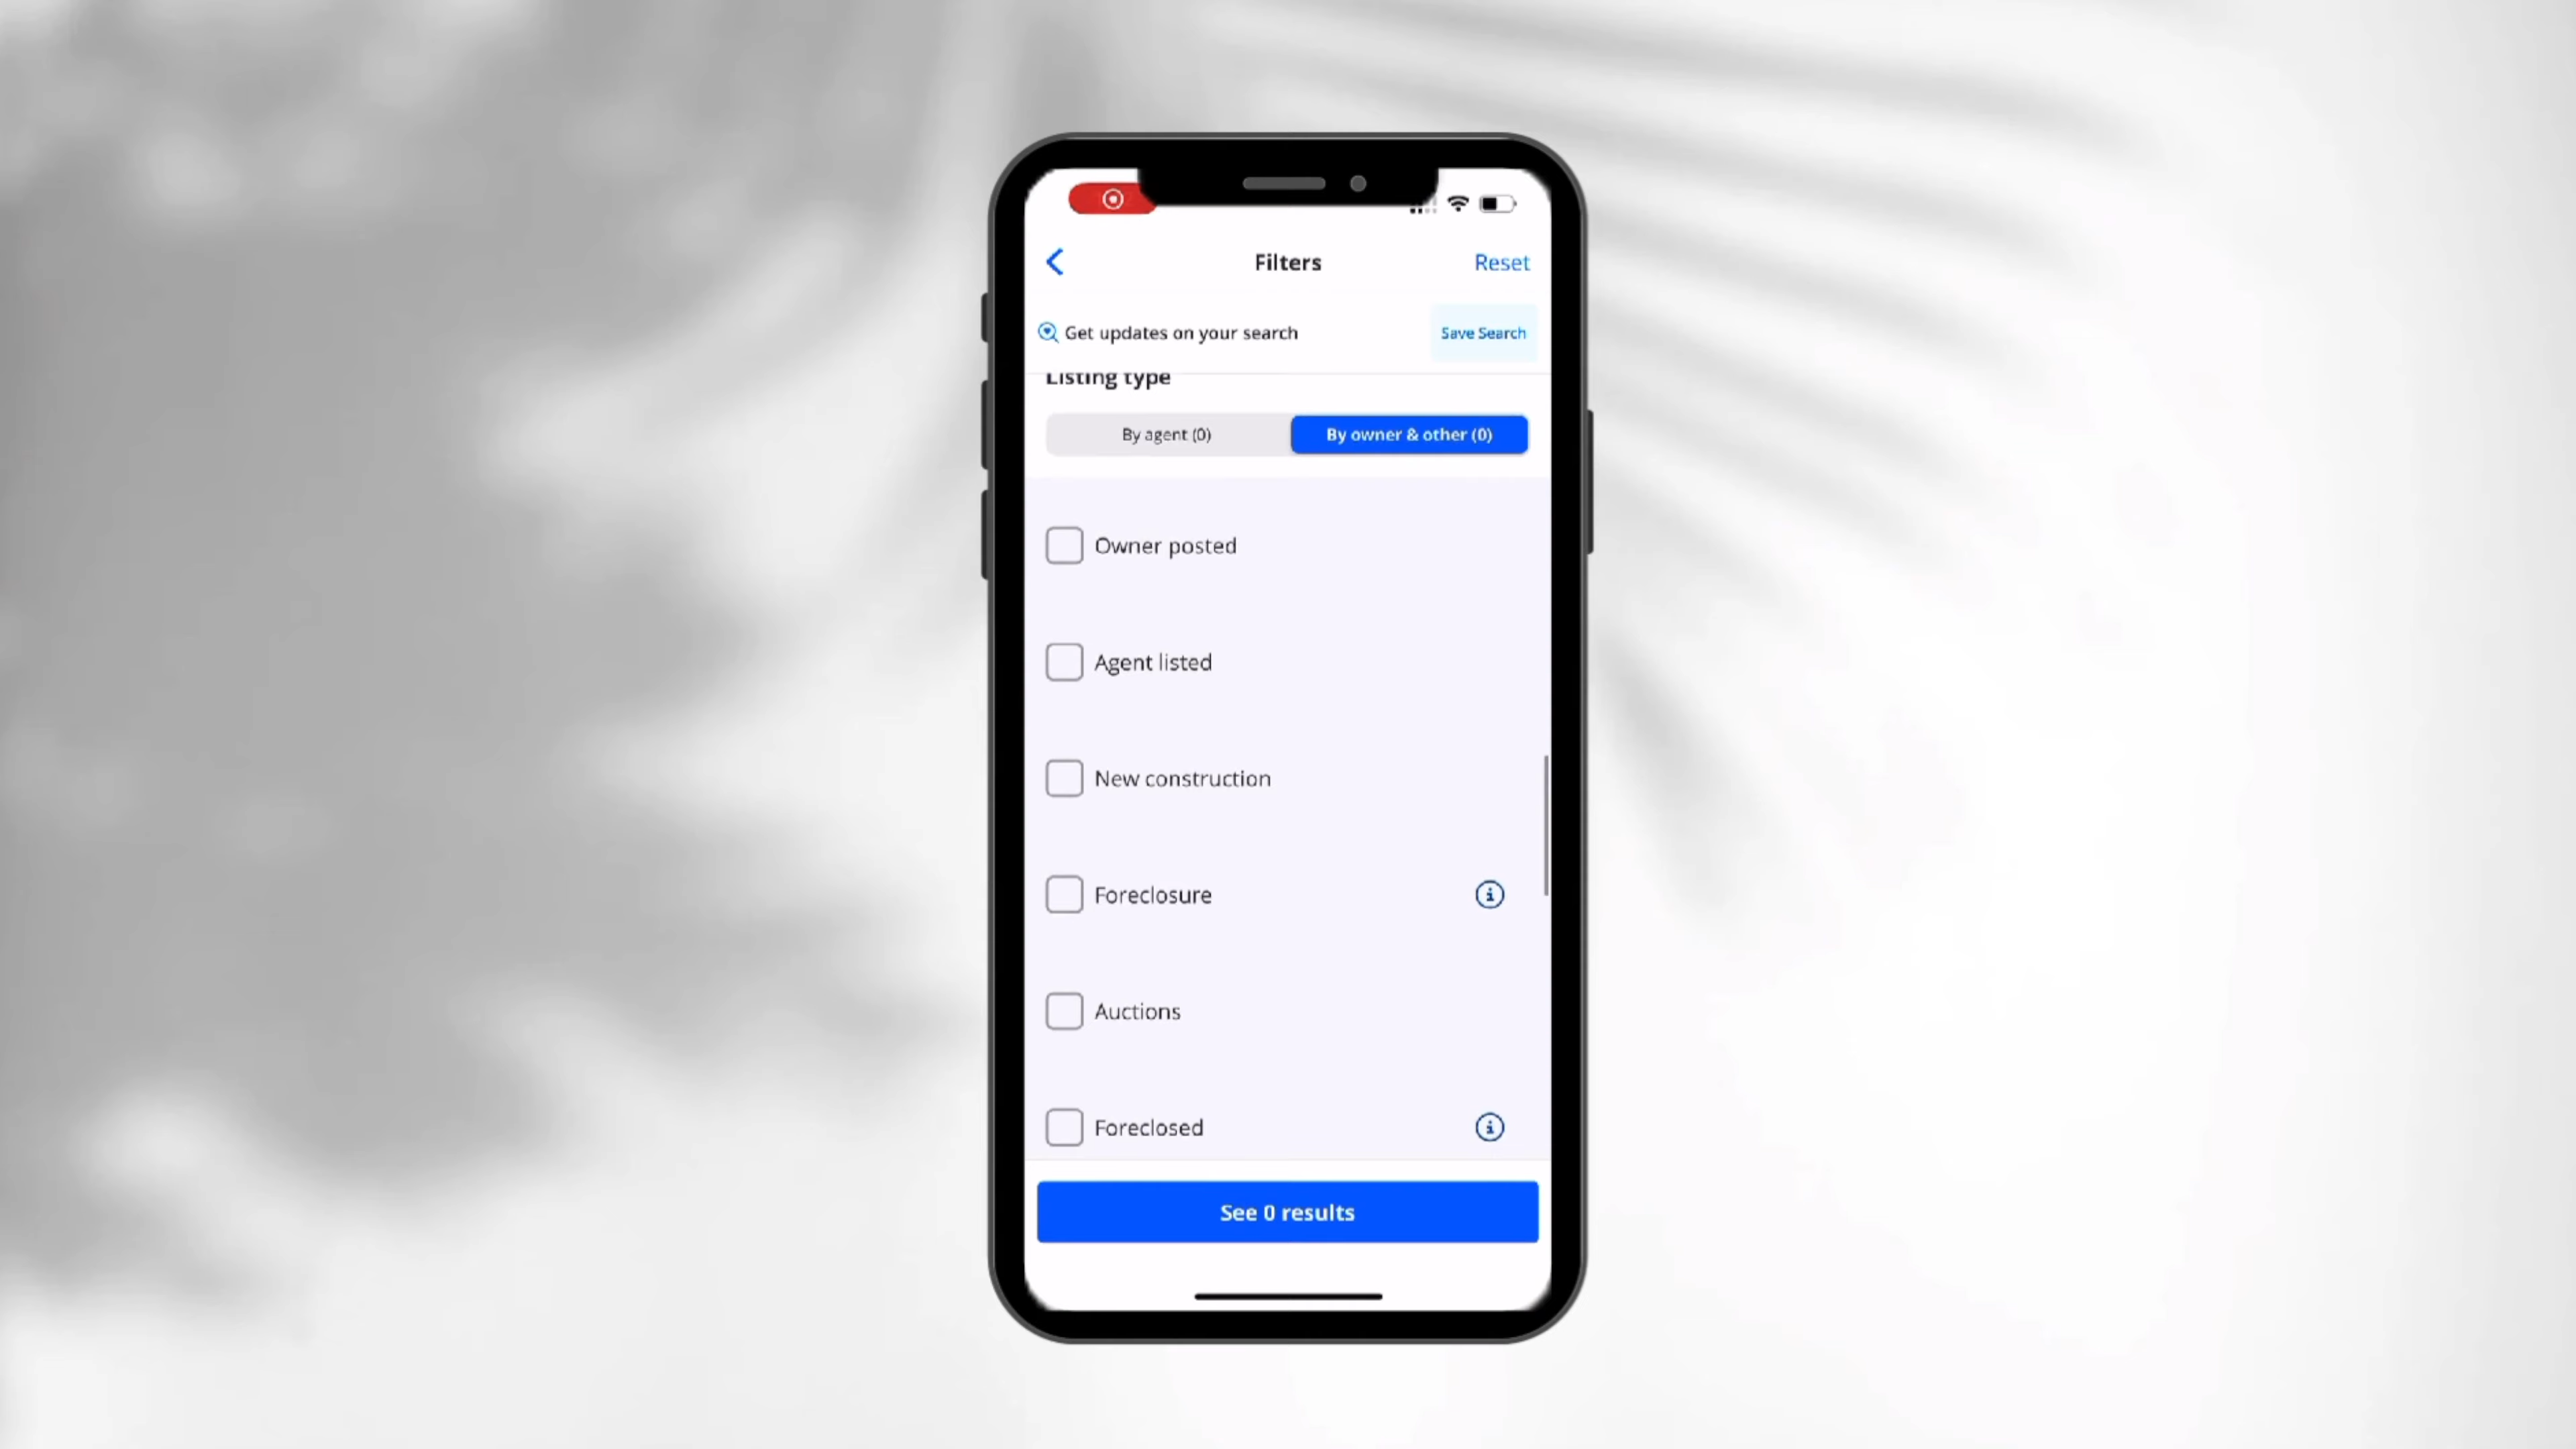 Filters
Reset
Get updates on your search
Save Search
Listing type
By agent (0)
By owner & other (0)
Owner posted
Agent listed
New construction
Foreclosure
Auctions
Foreclosed
See 0 results